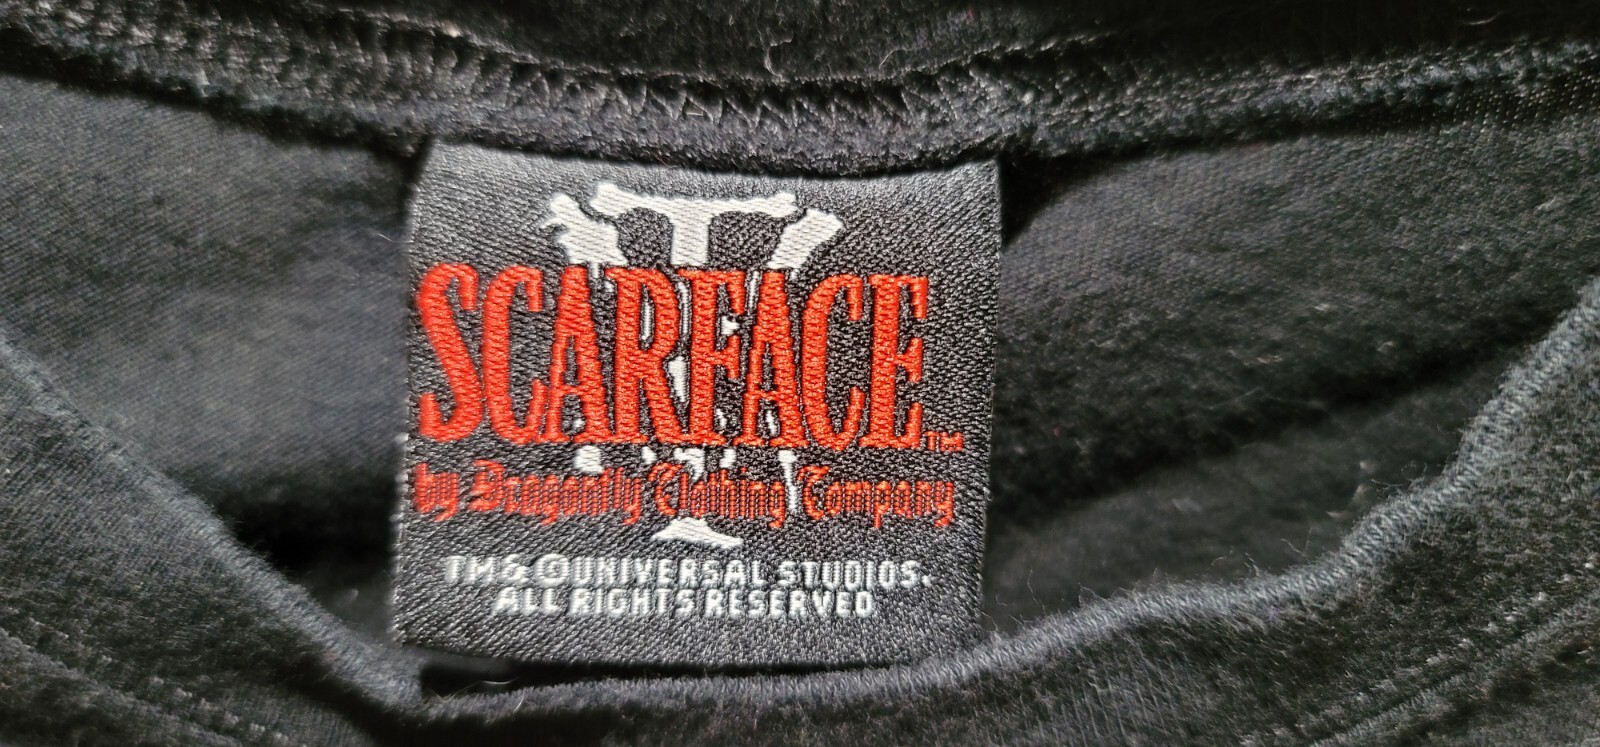 SCARFACE™
by Dragonfly Clothing Company
TM & © UNIVERSAL STUDIOS.
ALL RIGHTS RESERVED